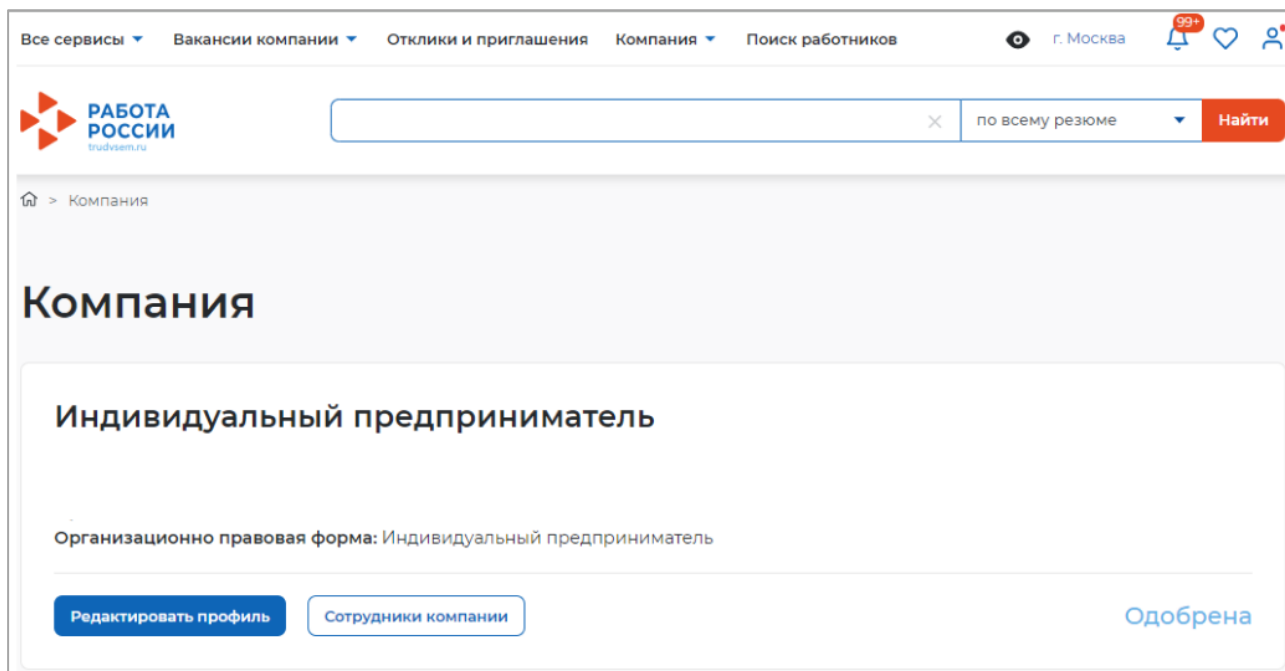 Все сервисы Вакансии компании Отклики и приглашения Компания Поиск работников г. Москва 99+
РАБОТА
РОССИИ
trudvsem.ru
по всему резюме Найти
> Компания
Компания
Индивидуальный предприниматель
Организационно правовая форма: Индивидуальный предприниматель
Редактировать профиль Сотрудники компании Одобрена